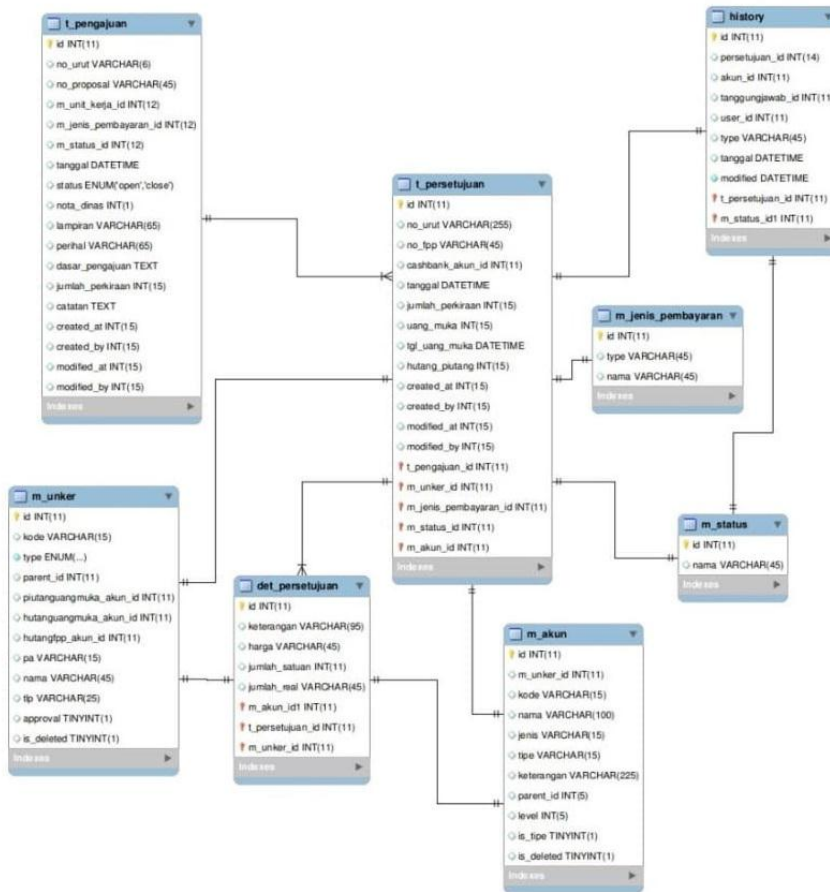 t_pengajuan
id INT(11)
no_urut VARCHAR(6)
no_proposal VARCHAR(45)
m_unit_kerja_id INT(12)
m_jenis_pembayaran_id INT(12)
m_status_id INT(12)
tanggal DATETIME
status ENUM('open','close')
nota_dinas INT(1)
lampiran VARCHAR(65)
perihal VARCHAR(65)
dasar_pengajuan TEXT
jumlah_perkiraan INT(15)
catatan TEXT
created_at INT(15)
created_by INT(15)
modified_at INT(15)
modified_by INT(15)
Indexes
history
id INT(11)
persetujuan_id INT(14)
akun_id INT(11)
tanggungjawab_id INT(11
user_id INT(11)
type VARCHAR(45)
tanggal DATETIME
modified DATETIME
t_persetujuan_id INT(11)
m_status_id1 INT(11)
Indexes
t_persetujuan
id INT(11)
no_urut VARCHAR(255)
no_fpp VARCHAR(45)
cashbank_akun_id INT(11)
tanggal DATETIME
jumlah_perkiraan INT(15)
uang_muka INT(15)
tgl_uang_muka DATETIME
hutang_piutang INT(15)
created_at INT(15)
created_by INT(15)
modified_at INT(15)
modified_by INT(15)
t_pengajuan_id INT(11)
m_unker_id INT(11)
m_jenis_pembayaran_id INT(11)
m_status_id INT(11)
m_akun_id INT(11)
Indexes
m_jenis_pembayaran
id INT(11)
type VARCHAR(45)
nama VARCHAR(45)
Indexes
m_unker
id INT(11)
kode VARCHAR(15)
type ENUM(...)
parent_id INT(11)
piutanguangmuka_akun_id INT(11)
hutanguangmuka_akun_id INT(11)
hutangfpp_akun_id INT(11)
pa VARCHAR(15)
nama VARCHAR(45)
tlp VARCHAR(25)
approval TINYINT(1)
is_deleted TINYINT(1)
Indexes
m_status
id INT(11)
nama VARCHAR(45)
Indexes
det_persetujuan
id INT(11)
keterangan VARCHAR(95)
harga VARCHAR(45)
jumlah_satuan INT(11)
jumlah_real VARCHAR(45)
m_akun_id1 INT(11)
t_persetujuan_id INT(11)
m_unker_id INT(11)
Indexes
m_akun
id INT(11)
m_unker_id INT(11)
kode VARCHAR(15)
nama VARCHAR(100)
jenis VARCHAR(15)
tipe VARCHAR(15)
keterangan VARCHAR(225)
parent_id INT(5)
level INT(5)
is_tipe TINYINT(1)
is_deleted TINYINT(1)
Indexes